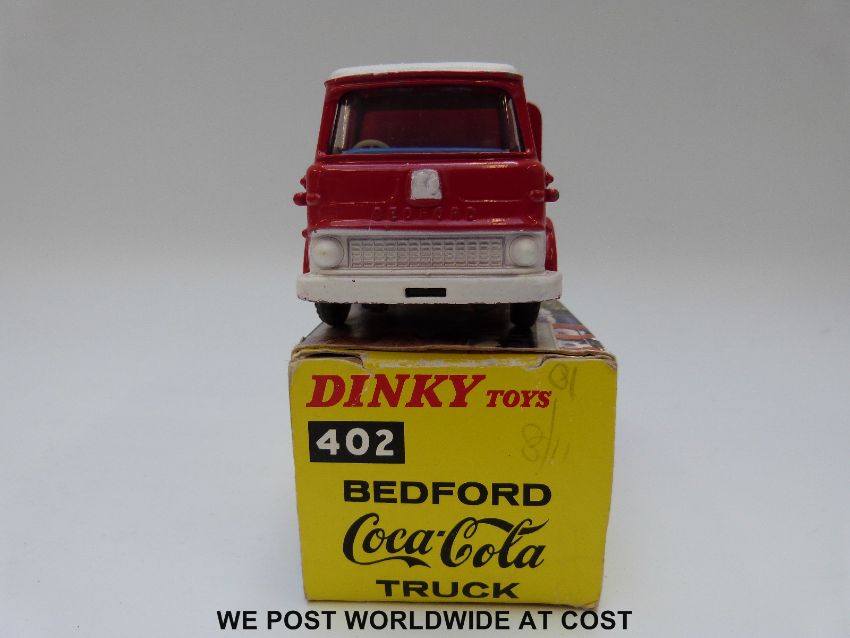 BEDFORD
DINKY TOYS
402
BEDFORD
Coca-Cola
TRUCK
WE POST WORLDWIDE AT COST